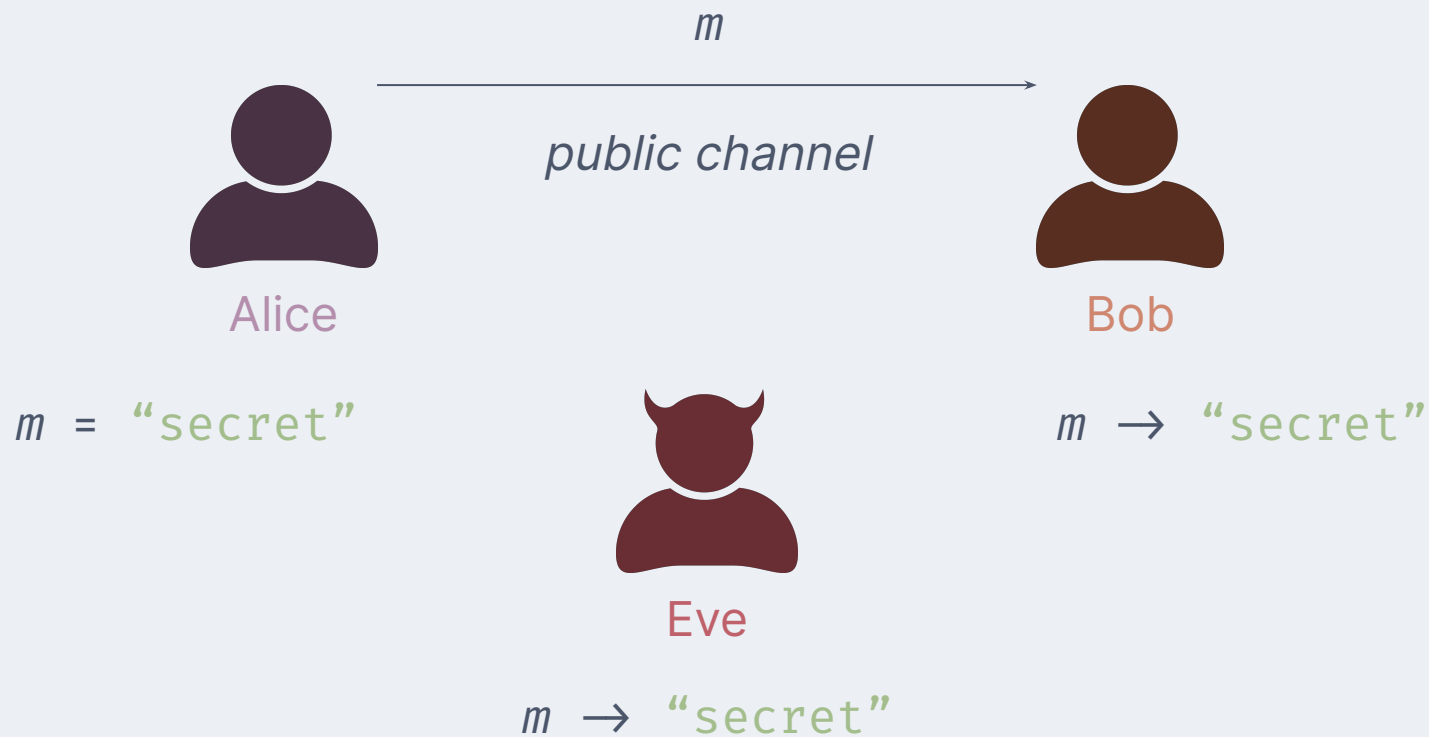 m
public channel
Alice
Bob
m = “secret”
m → “secret”
Eve
m → “secret”